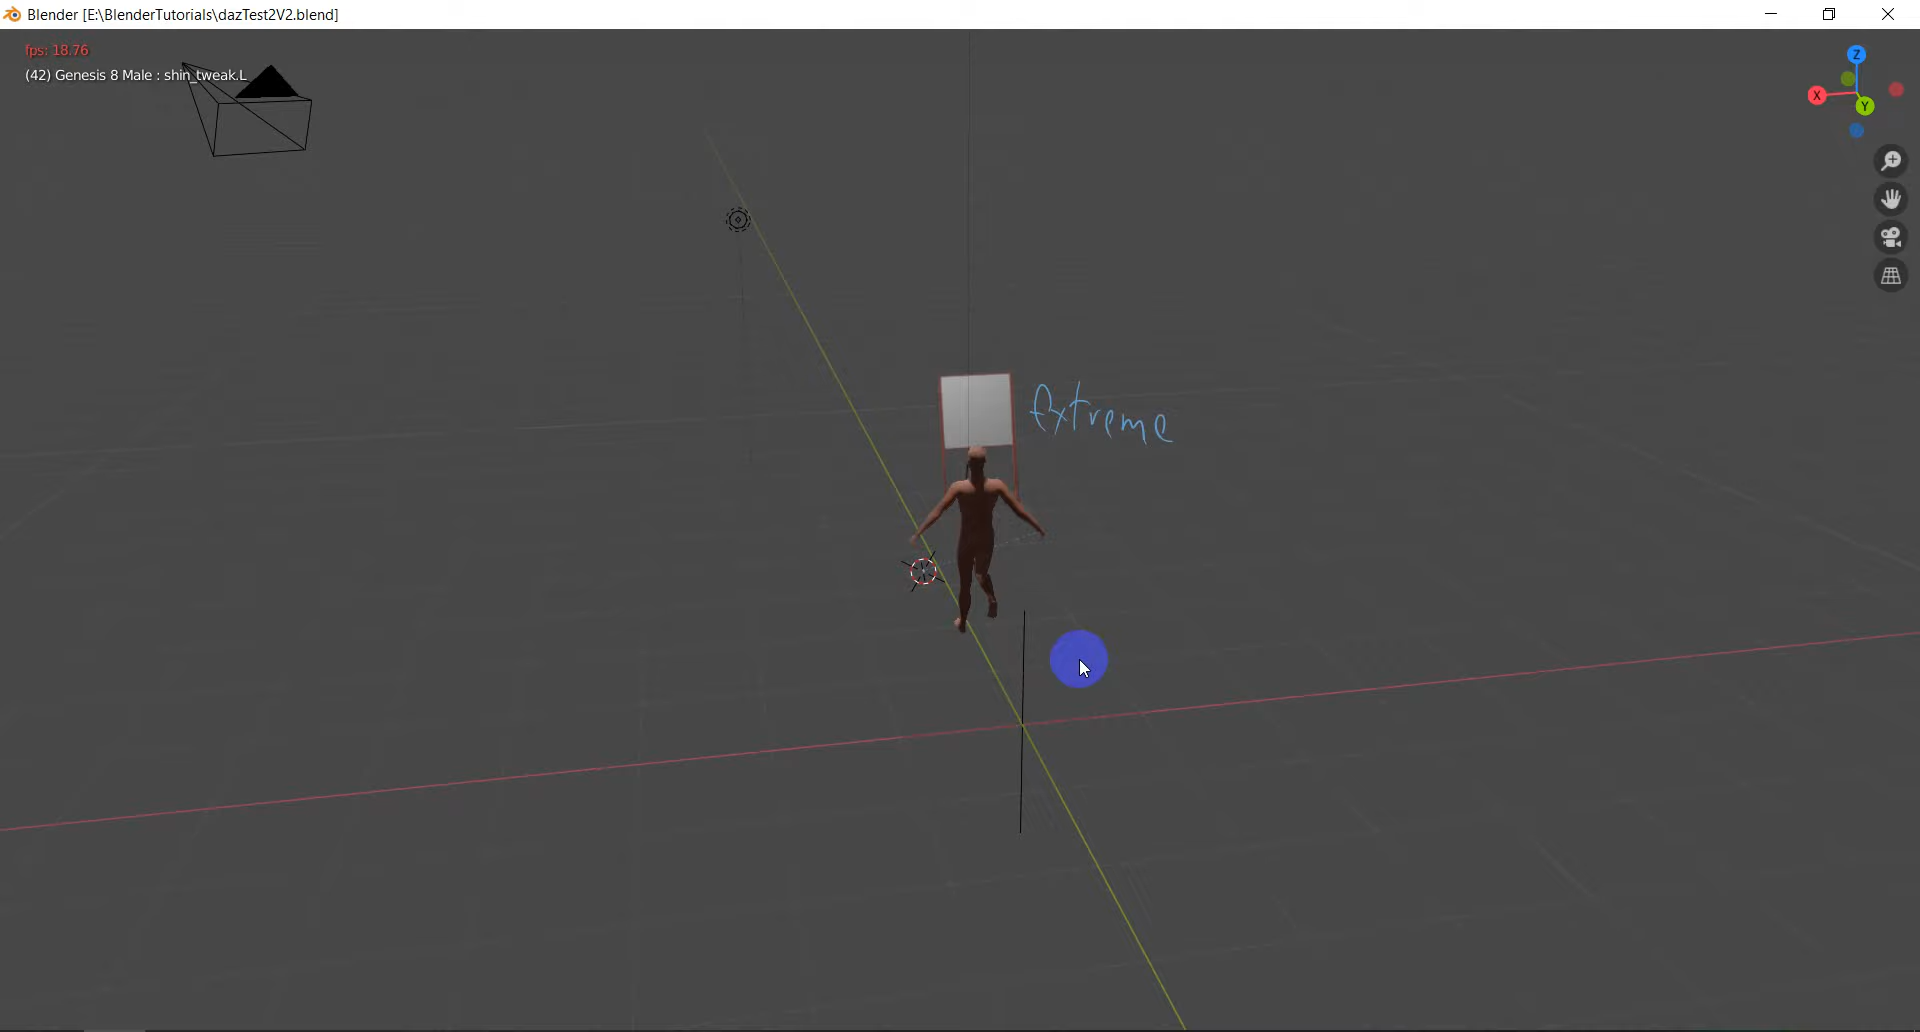 Blender [E:\BlenderTutorials\dazTest2V2.blend]
fps: 18.76
(42) Genesis 8 Male : shin_tweak.L
Z
X
Y
Extreme